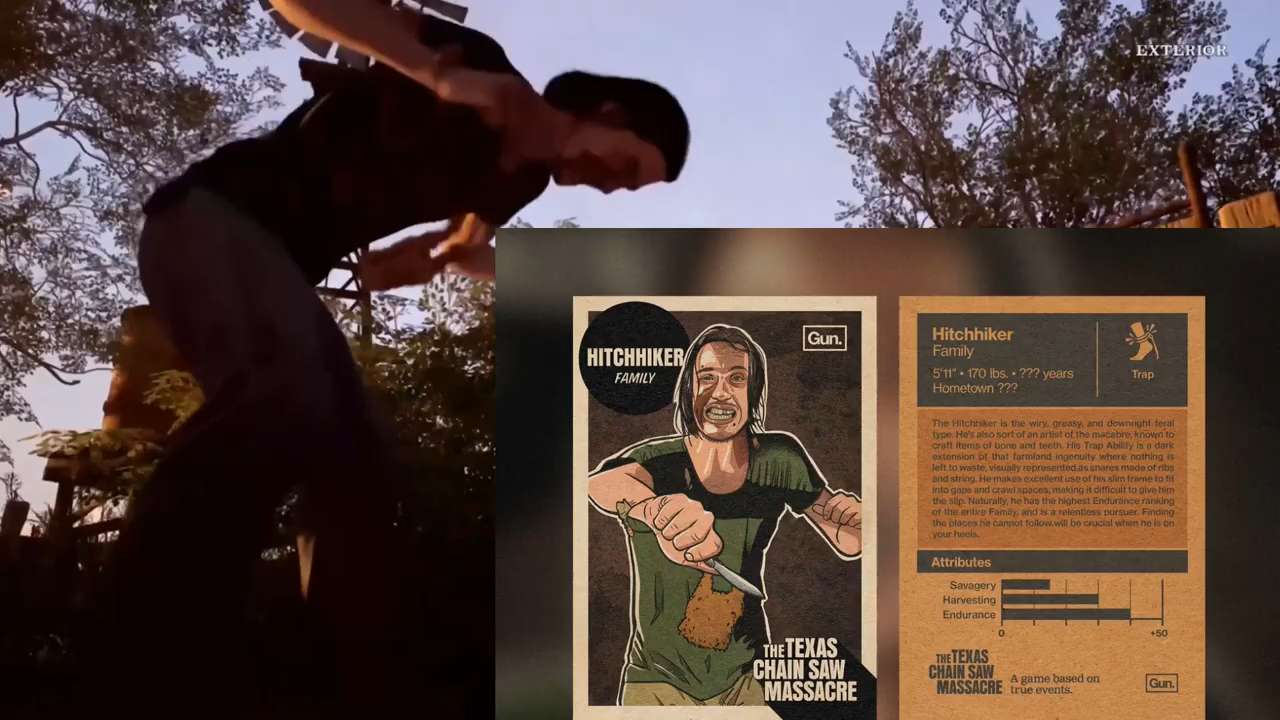 EXTERIOR
HITCHHIKER
FAMILY
Gun.
THE TEXAS
CHAIN SAW
MASSACRE
Hitchhiker
Family
5'11" • 170 lbs. • ??? years
Hometown ???
Trap
The Hitchhiker is the wiry, greasy, and downright feral
type. He's also sort of an artist of the macabre, known to
craft items of bone and teeth. His Trap Ability is a dark
extension of that farmland ingenuity where nothing is
left to waste, visually represented as snares made of ribs
and string. He makes excellent use of his slim frame to fit
into gaps and crawl spaces, making it difficult to give him
the slip. Naturally, he has the highest Endurance ranking
of the entire Family, and is a relentless pursuer. Finding
the places he cannot follow will be crucial when he is on
your heels.
Attributes
Savagery
Harvesting
Endurance
0 +50
THE TEXAS
CHAIN SAW
MASSACRE
A game based on
true events.
Gun.